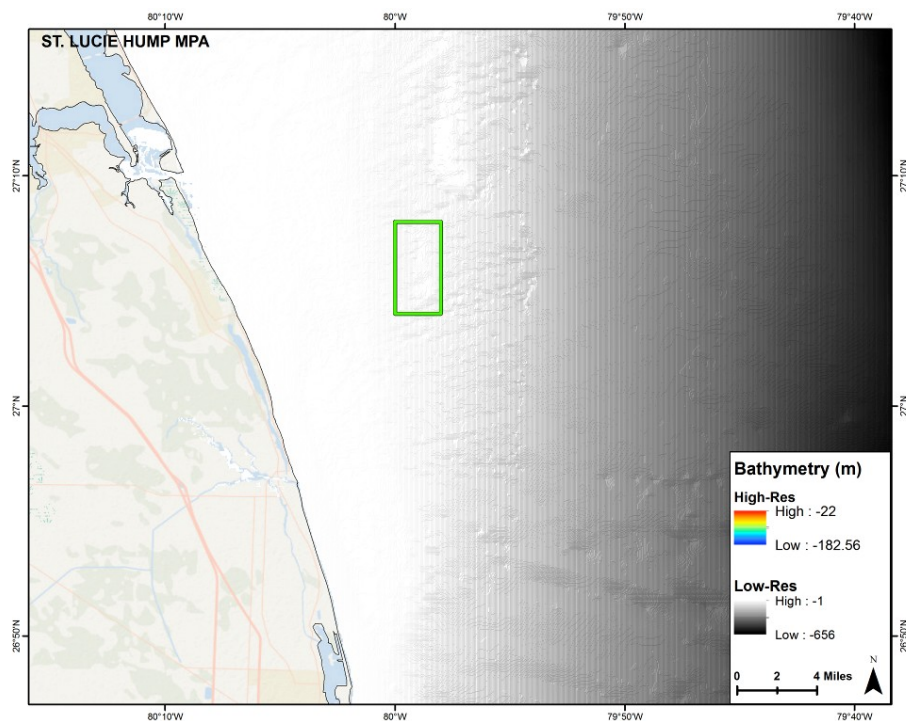 80°10'W 80°W 79°50'W 79°40'W
ST. LUCIE HUMP MPA
27°10'N 27°10'N
27°N 27°N
26°50'N 26°50'N
Bathymetry (m)
High-Res
High : -22
Low : -182.56
Low-Res
High : -1
Low : -656
N
0 2 4 Miles
80°10'W 80°W 79°50'W 79°40'W